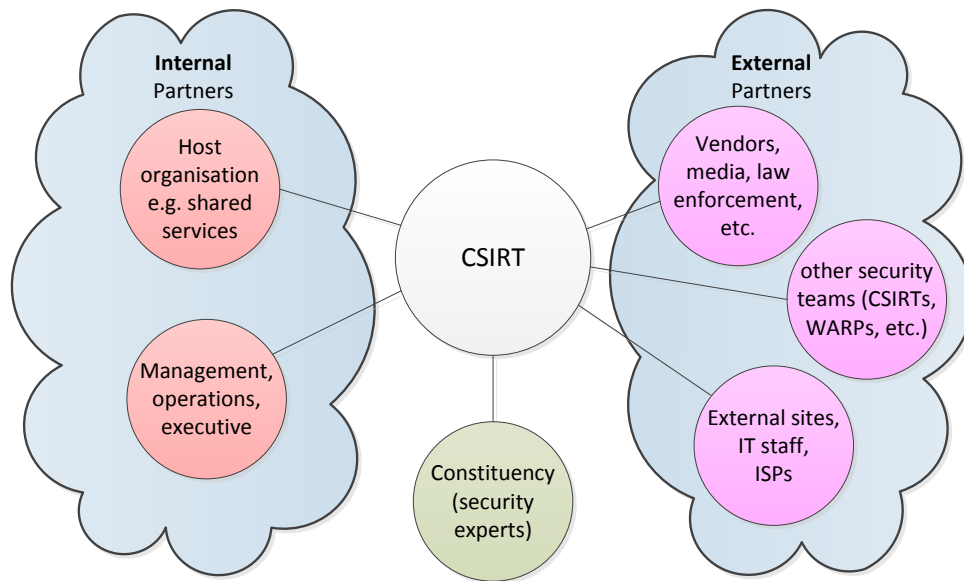 Internal
Partners
Host
organisation
e.g. shared
services
Management,
operations,
executive
CSIRT
Constituency
(security
experts)
External
Partners
Vendors,
media, law
enforcement,
etc.
other security
teams (CSIRTs,
WARPs, etc.)
External sites,
IT staff,
ISPs